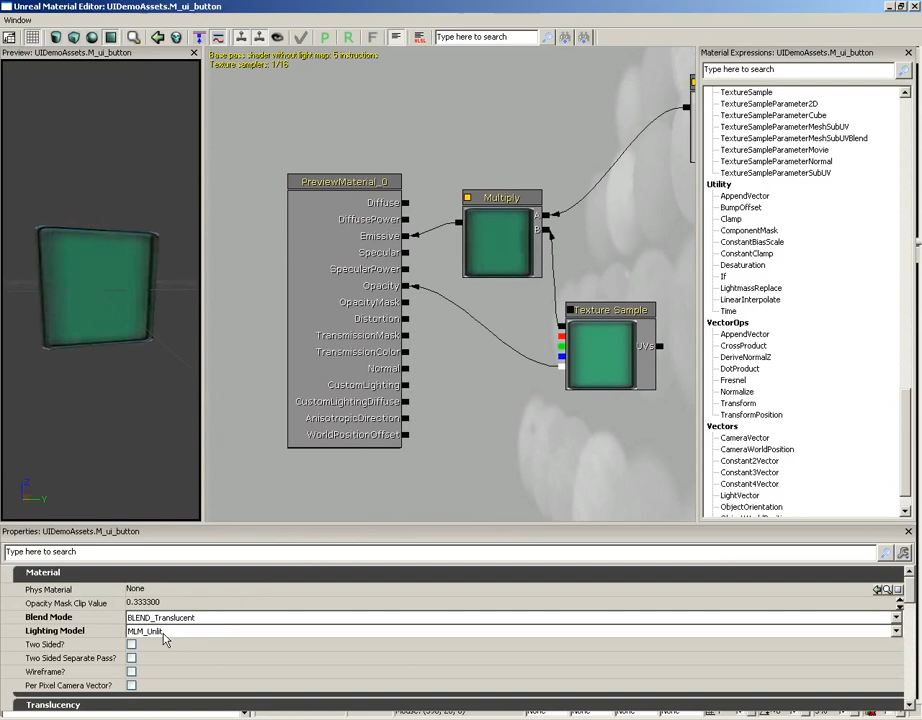 Unreal Material Editor: UIDemoAssets.M_ui_button
Window
P R F HLSL Type here to search
Preview: UIDemoAssets.M_ui_button
Z
Y
Base pass shader without light map: 5 instructions
Texture samplers: 1/16
PreviewMaterial_0
Diffuse
DiffusePower
Emissive
Specular
SpecularPower
Opacity
OpacityMask
Distortion
TransmissionMask
TransmissionColor
Normal
CustomLighting
CustomLightingDiffuse
AnisotropicDirection
WorldPositionOffset
Multiply
A
B
Texture Sample
UVs
Material Expressions: UIDemoAssets.M_ui_button
Type here to search
TextureSample
TextureSampleParameter2D
TextureSampleParameterCube
TextureSampleParameterMeshSubUV
TextureSampleParameterMeshSubUVBlend
TextureSampleParameterMovie
TextureSampleParameterNormal
TextureSampleParameterSubUV
Utility
AppendVector
BumpOffset
Clamp
ComponentMask
ConstantBiasScale
ConstantClamp
Desaturation
If
LightmassReplace
LinearInterpolate
Time
VectorOps
AppendVector
CrossProduct
DeriveNormalZ
DotProduct
Fresnel
Normalize
Transform
TransformPosition
Vectors
CameraVector
CameraWorldPosition
Constant2Vector
Constant3Vector
Constant4Vector
LightVector
ObjectOrientation
Properties: UIDemoAssets.M_ui_button
Type here to search
Material
Phys Material None
Opacity Mask Clip Value 0.333300
Blend Mode BLEND_Translucent
Lighting Model MLM_Unlit
Two Sided?
Two Sided Separate Pass?
Wireframe?
Per Pixel Camera Vector?
Translucency